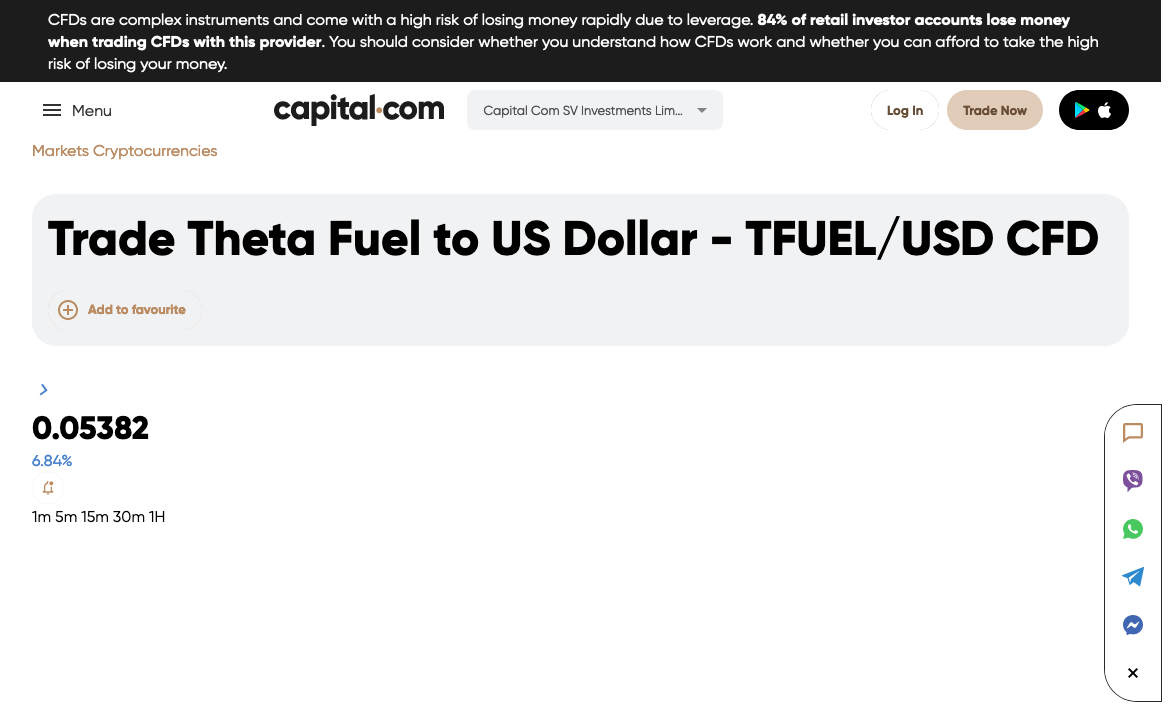 CFDs are complex instruments and come with a high risk of losing money rapidly due to leverage. 84% of retail investor accounts lose money
when trading CFDs with this provider. You should consider whether you understand how CFDs work and whether you can afford to take the high
risk of losing your money.
Menu
capital.com
Capital Com SV Investments Lim...
Log In
Trade Now
Markets Cryptocurrencies
Trade Theta Fuel to US Dollar - TFUEL/USD CFD
Add to favourite
0.05382
6.84%
1m 5m 15m 30m 1H